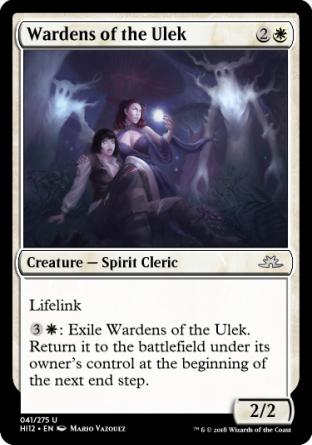 Wardens of the Ulek 2
Creature — Spirit Cleric
Lifelink
3 : Exile Wardens of the Ulek.
Return it to the battlefield under its
owner's control at the beginning of
the next end step.
2/2
041/275 U
HI12 • EN Mario Vazouez
™ & © 2018 Wizards of the Coast